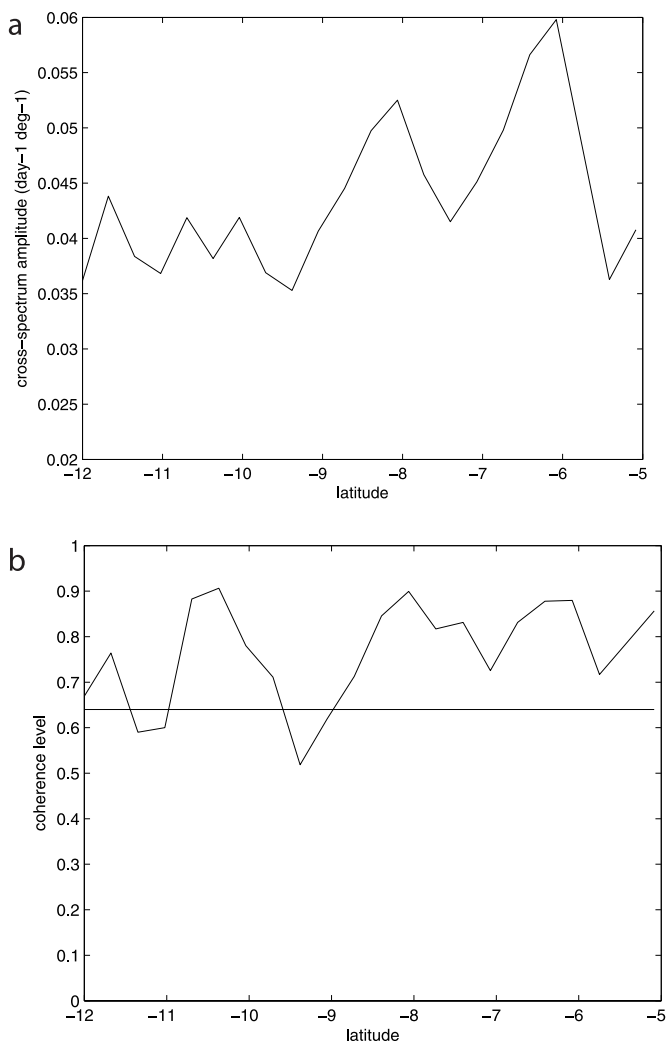 a
cross-spectrum amplitude (day-1 deg-1)
0.06
0.055
0.05
0.045
0.04
0.035
0.03
0.025
0.02
-12 -11 -10 -9 -8 -7 -6 -5
latitude
b
coherence level
1
0.9
0.8
0.7
0.6
0.5
0.4
0.3
0.2
0.1
0
-12 -11 -10 -9 -8 -7 -6 -5
latitude